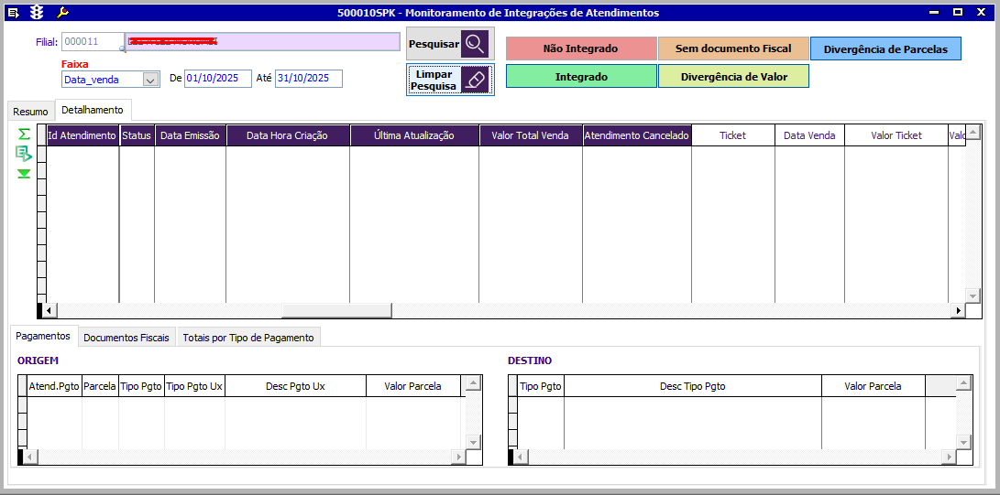 500010SPK - Monitoramento de Integrações de Atendimentos
Filial: 000011
Pesquisar
Não Integrado
Sem documento Fiscal
Divergência de Parcelas
Faixa
Data_venda
De 01/10/2025 Até 31/10/2025
Limpar
Pesquisa
Integrado
Divergência de Valor
Resumo Detalhamento
Id Atendimento Status Data Emissão Data Hora Criação Última Atualização Valor Total Venda Atendimento Cancelado Ticket Data Venda Valor Ticket Valo
Pagamentos Documentos Fiscais Totais por Tipo de Pagamento
ORIGEM
Atend.Pgto Parcela Tipo Pgto Tipo Pgto Ux Desc Pgto Ux Valor Parcela
DESTINO
Tipo Pgto Desc Tipo Pgto Valor Parcela